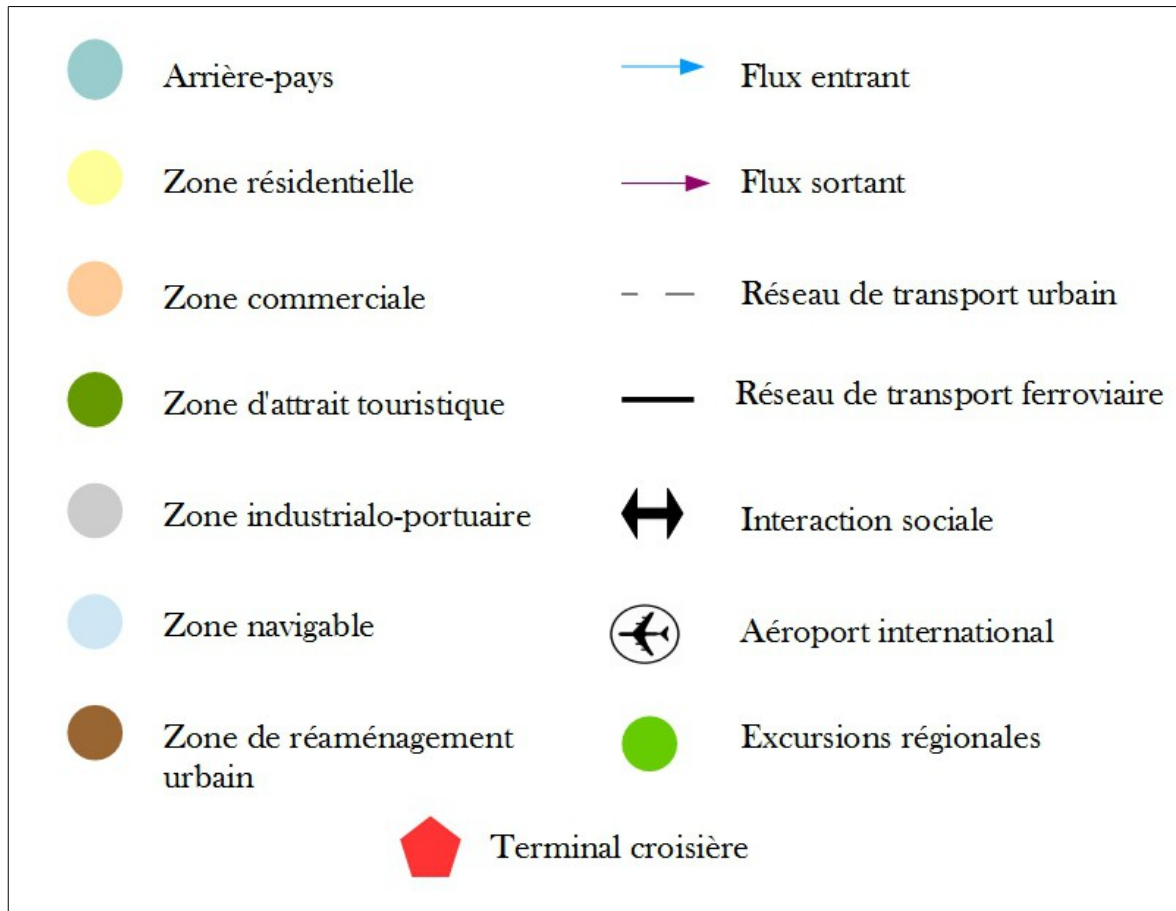 Arrière-pays
Zone résidentielle
Zone commerciale
Zone d'attrait touristique
Zone industrialo-portuaire
Zone navigable
Zone de réaménagement
urbain
Flux entrant
Flux sortant
Réseau de transport urbain
Réseau de transport ferroviaire
Interaction sociale
Aéroport international
Excursions régionales
Terminal croisière